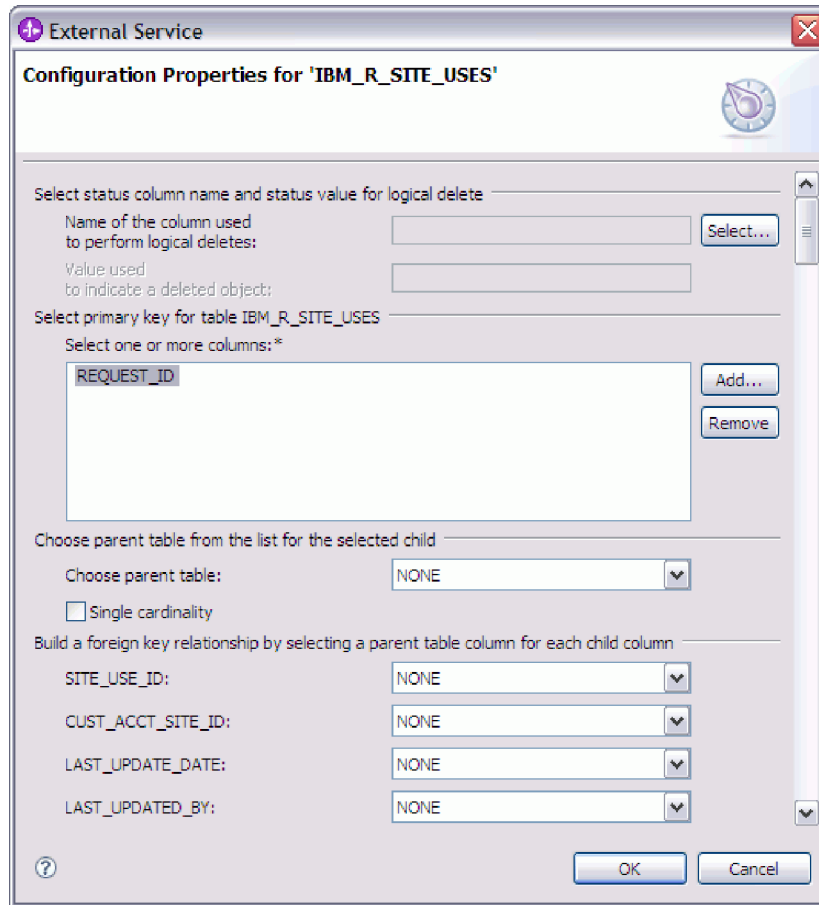 External Service
Configuration Properties for 'IBM_R_SITE_USES'
Select status column name and status value for logical delete
Name of the column used
to perform logical deletes:
Select...
Value used
to indicate a deleted object:
Select primary key for table IBM_R_SITE_USES
Select one or more columns:*
REQUEST_ID
Add...
Remove
Choose parent table from the list for the selected child
Choose parent table: NONE
Single cardinality
Build a foreign key relationship by selecting a parent table column for each child column
SITE_USE_ID: NONE
CUST_ACCT_SITE_ID: NONE
LAST_UPDATE_DATE: NONE
LAST_UPDATED_BY: NONE
? OK Cancel